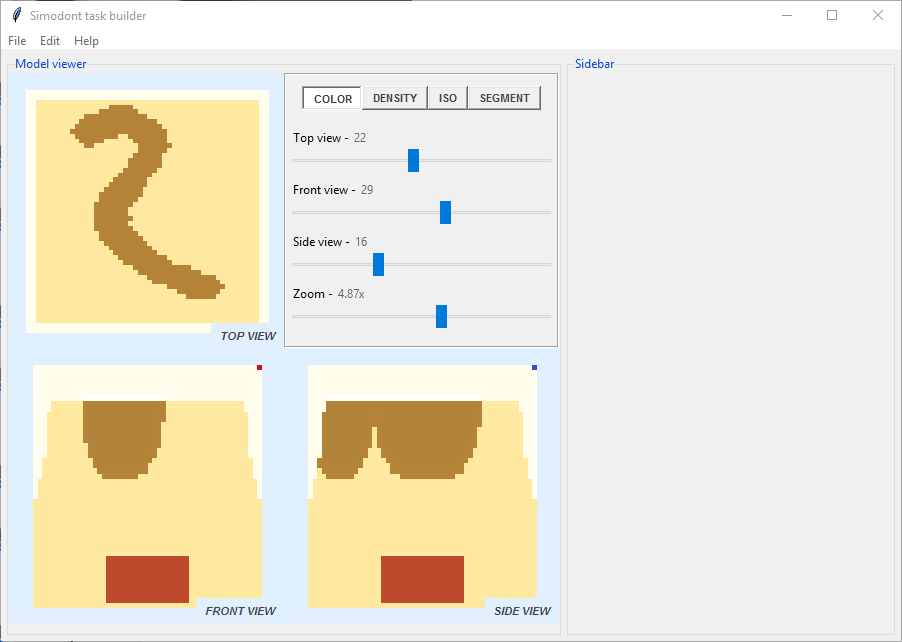 Simodont task builder
File Edit Help
Model viewer
Sidebar
COLOR DENSITY ISO SEGMENT
Top view - 22
Front view - 29
Side view - 16
Zoom - 4.87x
TOP VIEW
FRONT VIEW
SIDE VIEW